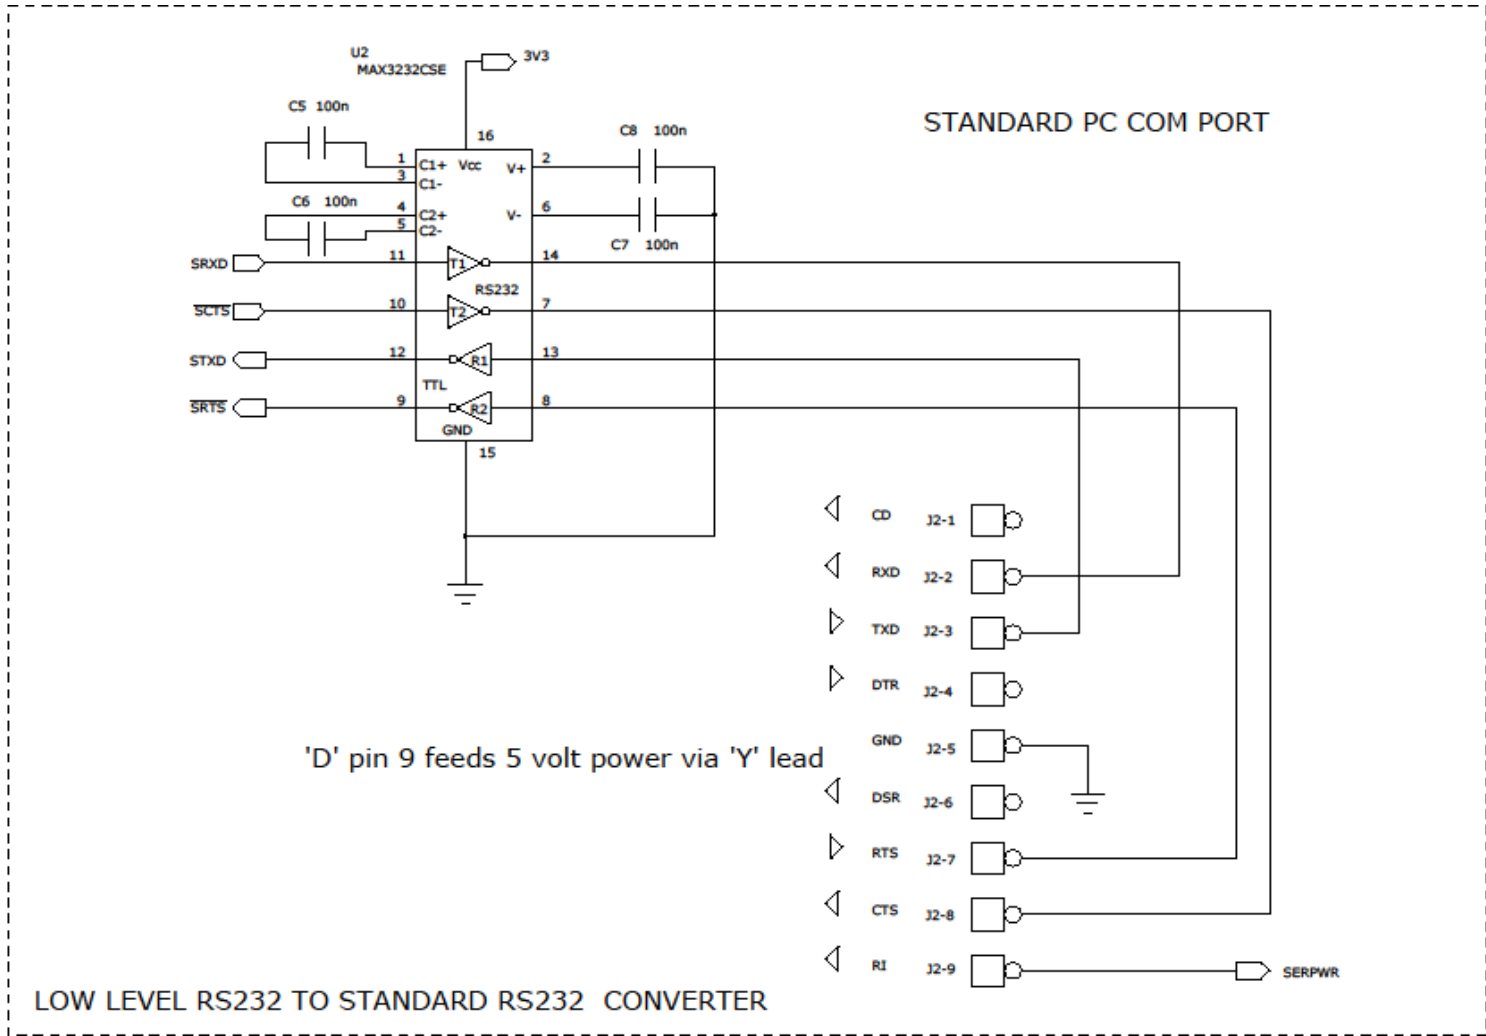 U2
MAX3232CSE
3V3
C5 100n
16
C8 100n
STANDARD PC COM PORT
1
C1+ Vcc V+
2
3
C1-
C6 100n
4
C2+ V-
6
5
C2-
C7 100n
SRXD
11
T1
14
RS232
SCTS
10
T2
7
STXD
12
R1
13
TTL
SRTS
9
R2
8
GND
15
CD J2-1
RXD J2-2
TXD J2-3
DTR J2-4
GND J2-5
'D' pin 9 feeds 5 volt power via 'Y' lead
DSR J2-6
RTS J2-7
CTS J2-8
RI J2-9
SERPWR
LOW LEVEL RS232 TO STANDARD RS232 CONVERTER